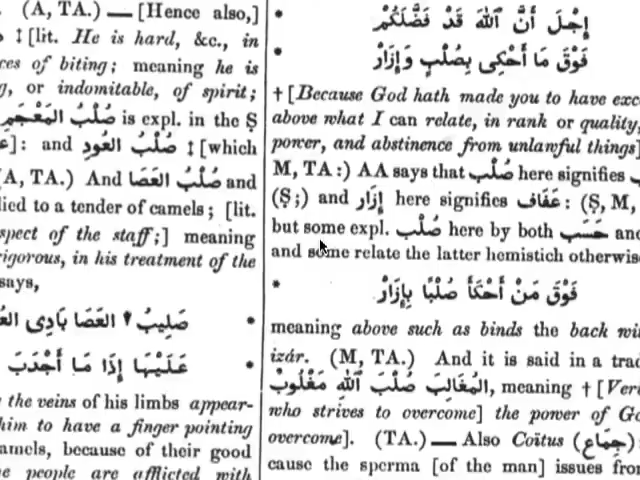 (A, TA.) — [Hence also,]
‡ [lit. He is hard, &c., in
ces of biting; meaning he is
g, or indomitable, of spirit;
صُلْبُ المَعْجَمِ is expl. in the Ṣ
]: and صُلْبُ العُودِ ‡ [which
A, TA.) And صُلْبُ العَصَا and
lied to a tender of camels; [lit.
spect of the staff;] meaning
rigorous, in his treatment of the
says,
صَلِيبُ العَصَا بَادِى
عَلَيْهَا إِذَا مَا أَجْدَبَ
the veins of his limbs appear-
him to have a finger pointing
amels, because of their good
e people are afflicted with
إِجْلَ أَنَّ ٱللّٰهَ قَدْ فَضَّلَكُمْ
فَوْقَ مَا أَحْكِى بِصُلْبٍ وَإِزَارْ
† [Because God hath made you to have exc
above what I can relate, in rank or quality,
power, and abstinence from unlawful things]
M, TA:) AA says that صُلْب here signifies
(Ṣ;) and إِزَار here signifies عَفَاف: (Ṣ, M,
but some expl. صُلْب here by both حَسَب and
and some relate the latter hemistich otherwise
فَوْقَ مَنْ أَحْكَأَ صُلْبًا بِإِزَارْ
meaning above such as binds the back wit
izár. (M, TA.) And it is said in a trad
المُغَالِبُ صُلْبَ ٱللّٰهِ مَغْلُوبٌ, meaning † [Ver
who strives to overcome] the power of Go
overcome]. (TA.) — Also Coïtus (جِمَاع)
cause the sperma [of the man] issues from